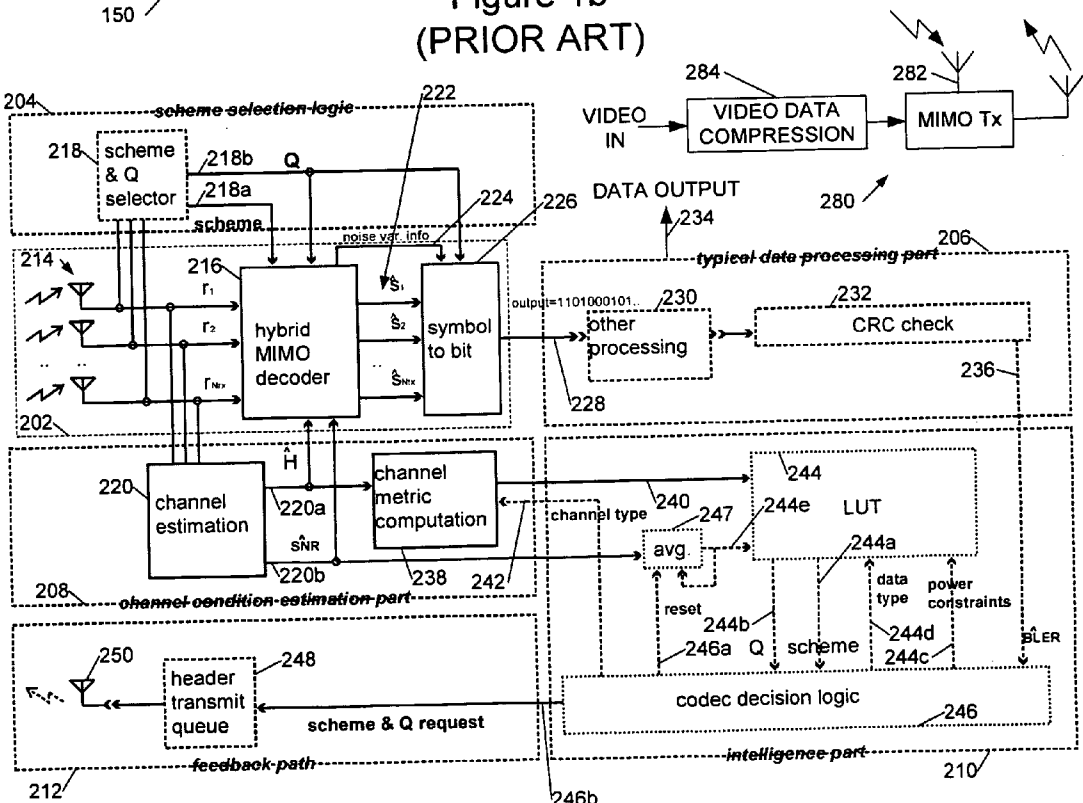 Figure 1b
150
(PRIOR ART)
284
282
VIDEO
IN
VIDEO DATA
COMPRESSION
MIMO Tx
280
204
scheme selection logic
222
218
scheme
& Q
selector
218b
Q
218a
scheme
224
226
DATA OUTPUT
234
noise var. info
206
typical data processing part
214
216
r1
r2
.. ..
rNrx
hybrid
MIMO
decoder
Ŝ1
Ŝ2
..
ŜNtx
symbol
to bit
output=1101000101..
228
230
other
processing
232
CRC check
236
202
220
channel
estimation
Ĥ
220a
SN̂R
220b
channel
metric
computation
238
240
channel type
242
247
avg.
244e
244
LUT
244a
208
channel condition estimation part
reset
246a
244b
Q
scheme
data
type
244d
power
constraints
244c
BL̂ER
250
header
transmit
queue
248
scheme & Q request
codec decision logic
246
feedback path
intelligence part
212
246b
210